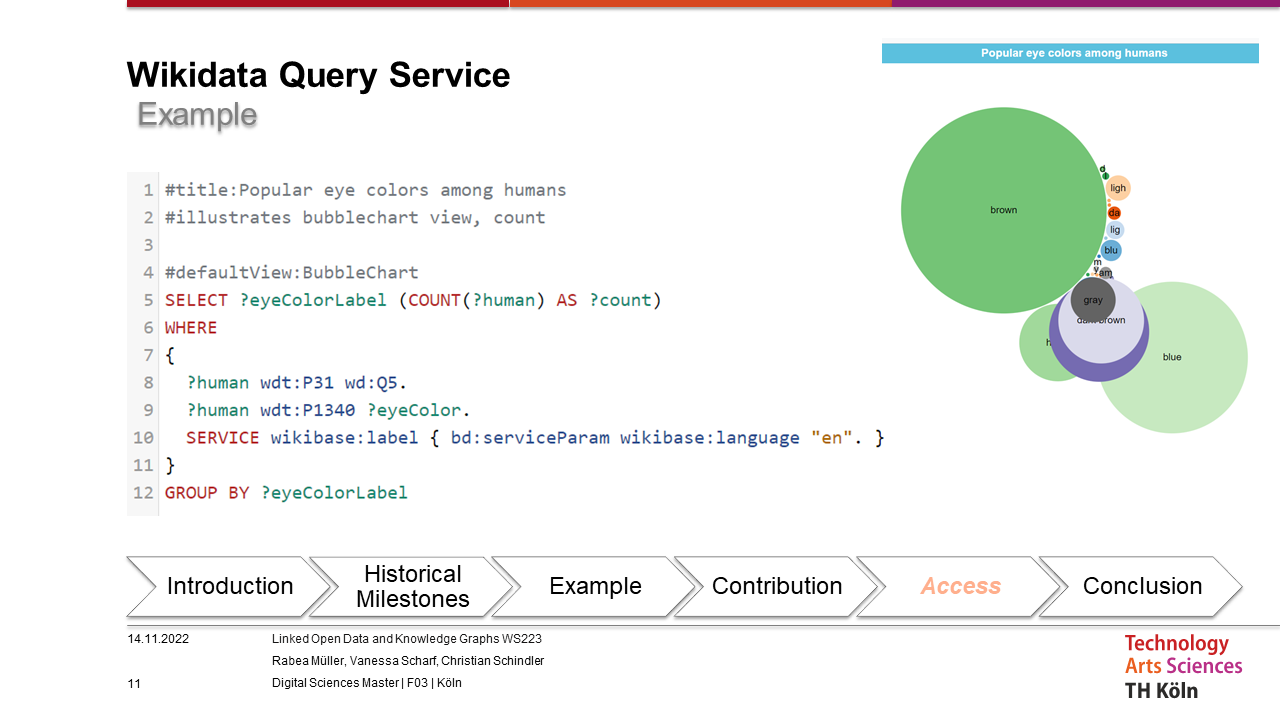 Popular eye colors among humans
Wikidata Query Service
Example
1 #title:Popular eye colors among humans
2 #illustrates bubblechart view, count
3
4 #defaultView:BubbleChart
5 SELECT ?eyeColorLabel (COUNT(?human) AS ?count)
6 WHERE
7 {
8 ?human wdt:P31 wd:Q5.
9 ?human wdt:P1340 ?eyeColor.
10 SERVICE wikibase:label { bd:serviceParam wikibase:language "en". }
11 }
12 GROUP BY ?eyeColorLabel
brown
d
ligh
da
lig
blu
m
y
am
gray
brown
h
blue
Introduction
Historical
Milestones
Example
Contribution
Access
Conclusion
14.11.2022
Linked Open Data and Knowledge Graphs WS223
Rabea Müller, Vanessa Scharf, Christian Schindler
11
Digital Sciences Master | F03 | Köln
Technology
Arts Sciences
TH Köln